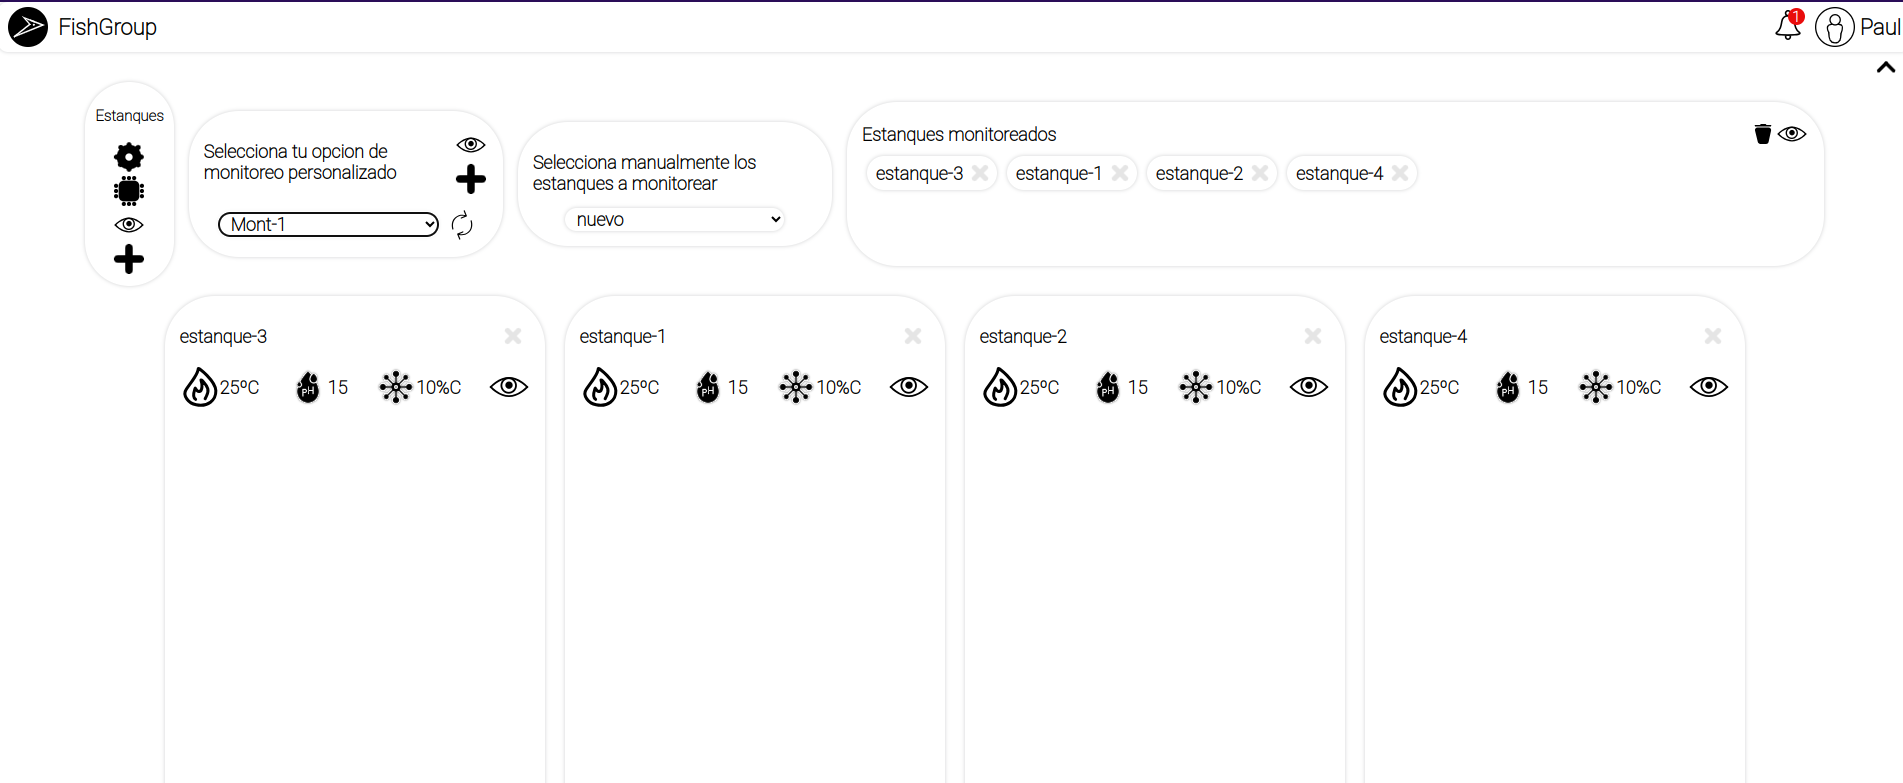 FishGroup
1
Paul
Estanques
Selecciona tu opcion de
monitoreo personalizado
Mont-1
Selecciona manualmente los
estanques a monitorear
nuevo
Estanques monitoreados
estanque-3
estanque-1
estanque-2
estanque-4
estanque-3
25ºC
pH
15
10%C
estanque-1
25ºC
pH
15
10%C
estanque-2
25ºC
pH
15
10%C
estanque-4
25ºC
pH
15
10%C